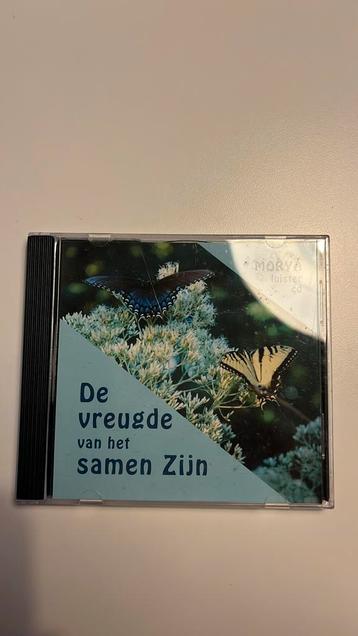 MORYA
luister
cd
De
vreugde
van het
samen Zijn